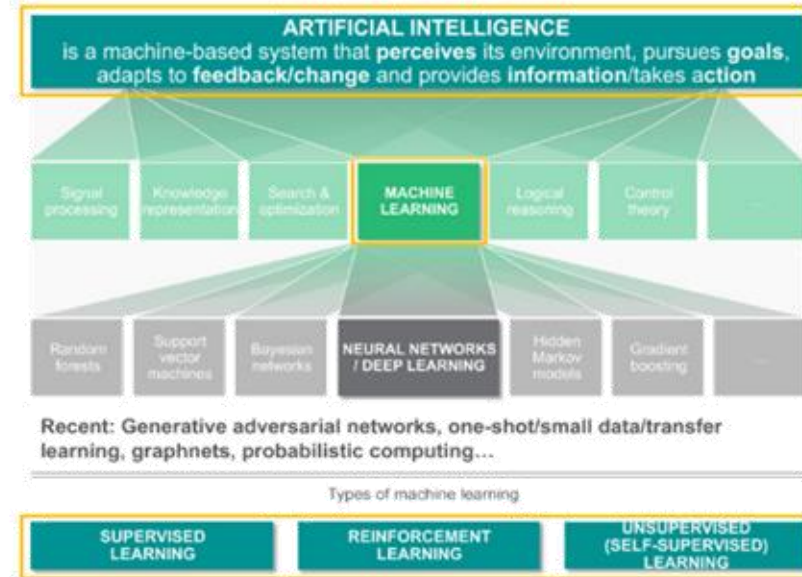 ARTIFICIAL INTELLIGENCE
is a machine-based system that perceives its environment, pursues goals,
adapts to feedback/change and provides information/takes action
Signal
processing
Knowledge
representation
Search &
optimization
MACHINE
LEARNING
Logical
reasoning
Control
theory
...
Random
forests
Support
vector
machines
Bayesian
networks
NEURAL NETWORKS
/ DEEP LEARNING
Hidden
Markov
models
Gradient
boosting
...
Recent: Generative adversarial networks, one-shot/small data/transfer
learning, graphnets, probabilistic computing...
Types of machine learning
SUPERVISED
LEARNING
REINFORCEMENT
LEARNING
UNSUPERVISED
(SELF-SUPERVISED)
LEARNING